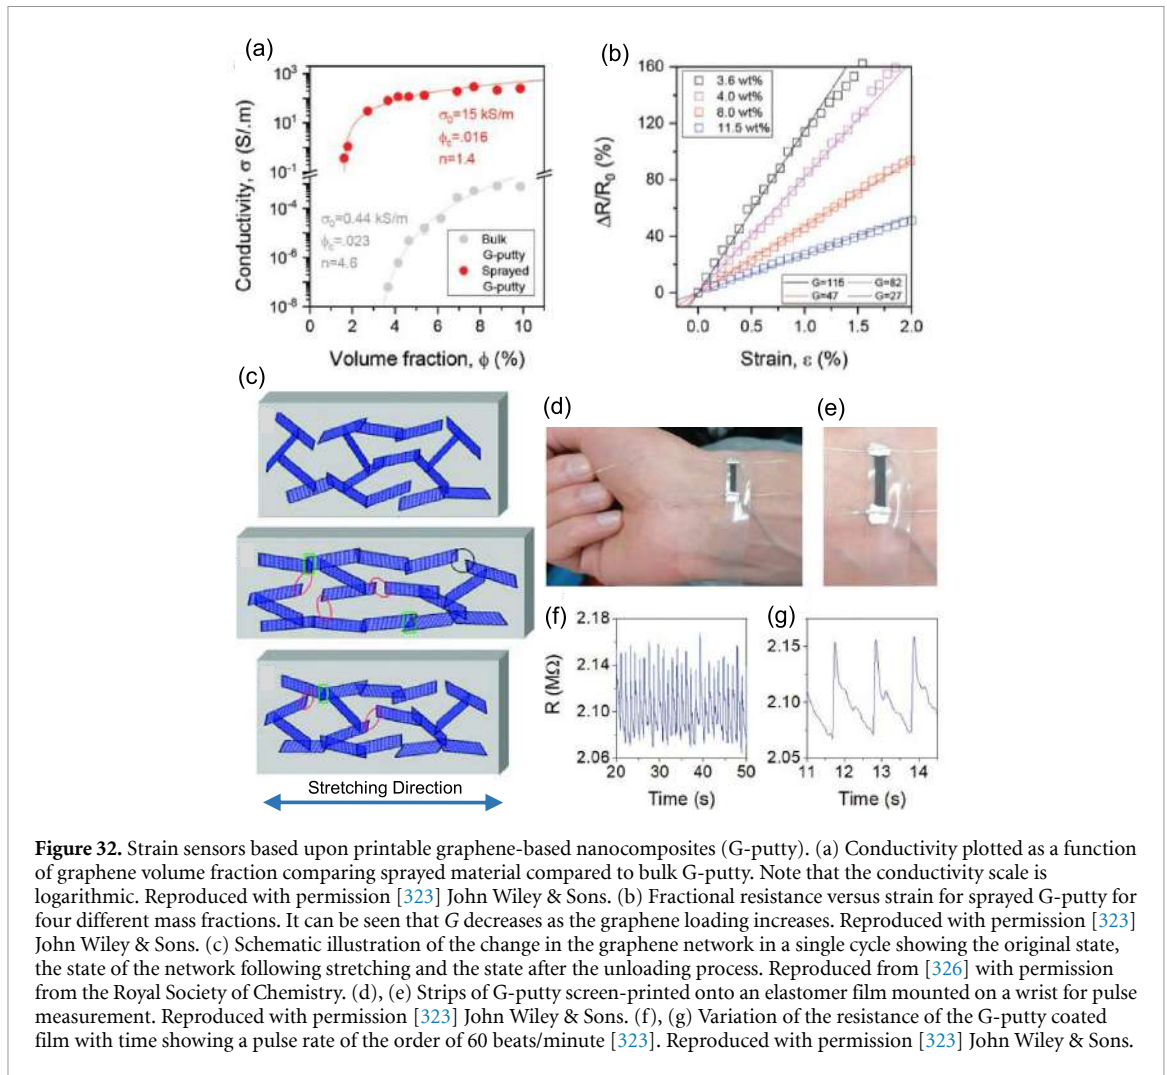 (a)
10³
10¹
10⁻¹
10⁻⁴
10⁻⁶
10⁻⁸
Conductivity, σ (S/.m)
σ₀=15 kS/m
ϕc=.016
n=1.4
σ₀=0.44 kS/m
ϕc=.023
n=4.6
Bulk
G-putty
Sprayed
G-putty
0 2 4 6 8 10
Volume fraction, ϕ (%)
(b)
160
120
80
40
0
ΔR/R₀ (%)
3.6 wt%
4.0 wt%
8.0 wt%
11.5 wt%
G=115 G=82
G=47 G=27
0.0 0.5 1.0 1.5 2.0
Strain, ε (%)
(c)
Stretching Direction
(d)
(e)
(f)
2.18
2.14
2.10
2.06
R (MΩ)
20 30 40 50
Time (s)
(g)
2.15
2.10
2.05
11 12 13 14
Time (s)
Figure 32. Strain sensors based upon printable graphene-based nanocomposites (G-putty). (a) Conductivity plotted as a function
of graphene volume fraction comparing sprayed material compared to bulk G-putty. Note that the conductivity scale is
logarithmic. Reproduced with permission [323] John Wiley & Sons. (b) Fractional resistance versus strain for sprayed G-putty for
four different mass fractions. It can be seen that G decreases as the graphene loading increases. Reproduced with permission [323]
John Wiley & Sons. (c) Schematic illustration of the change in the graphene network in a single cycle showing the original state,
the state of the network following stretching and the state after the unloading process. Reproduced from [326] with permission
from the Royal Society of Chemistry. (d), (e) Strips of G-putty screen-printed onto an elastomer film mounted on a wrist for pulse
measurement. Reproduced with permission [323] John Wiley & Sons. (f), (g) Variation of the resistance of the G-putty coated
film with time showing a pulse rate of the order of 60 beats/minute [323]. Reproduced with permission [323] John Wiley & Sons.